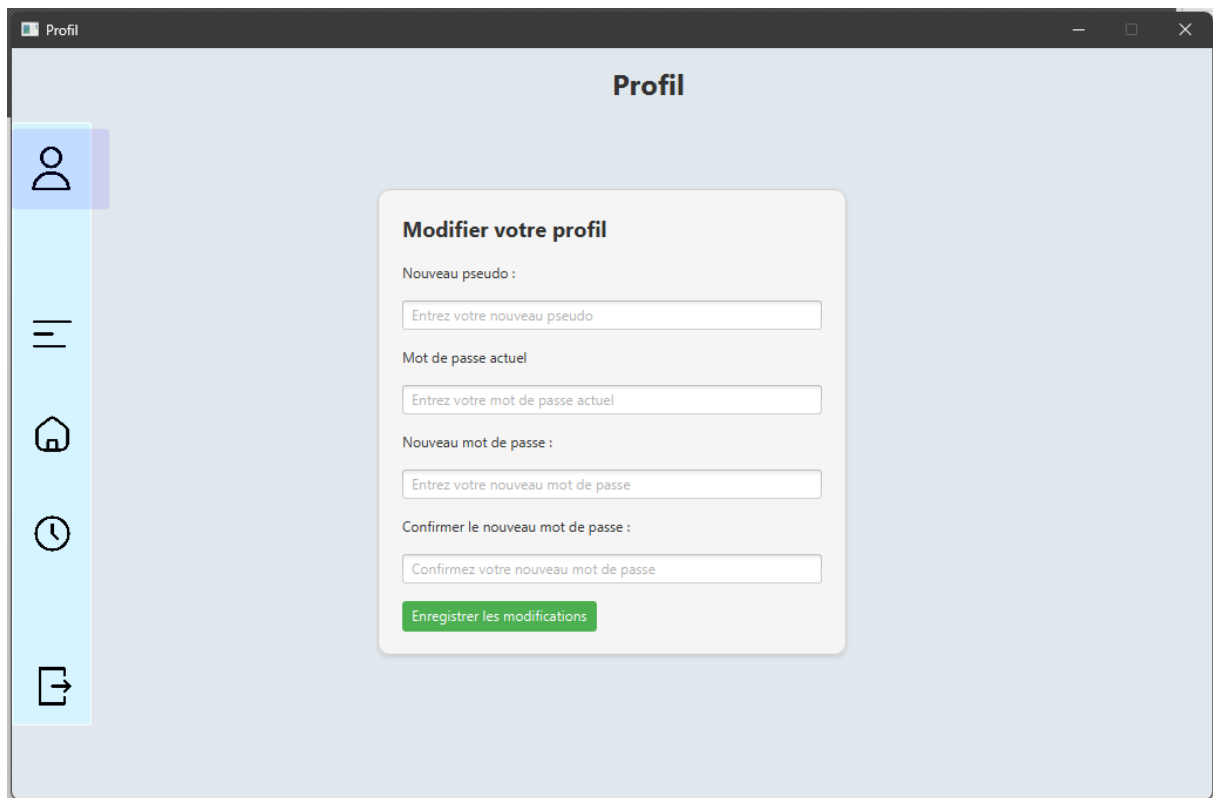 Profil
Profil
Modifier votre profil
Nouveau pseudo :
Entrez votre nouveau pseudo
Mot de passe actuel
Entrez votre mot de passe actuel
Nouveau mot de passe :
Entrez votre nouveau mot de passe
Confirmer le nouveau mot de passe :
Confirmez votre nouveau mot de passe
Enregistrer les modifications